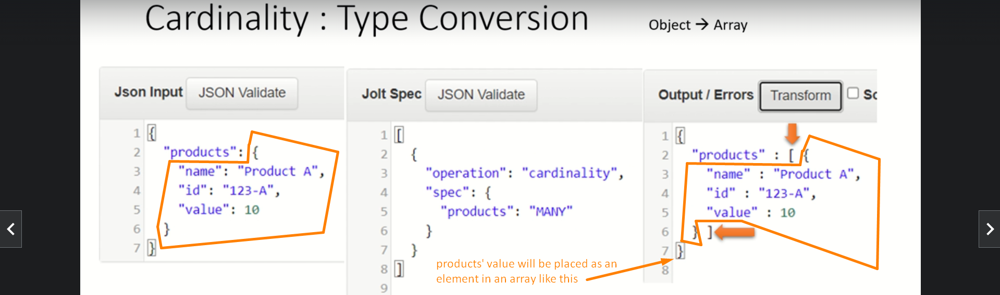 Cardinality : Type Conversion
Object → Array
Json Input JSON Validate
1 {
2 "products": {
3 "name": "Product A",
4 "id": "123-A",
5 "value": 10
6 }
7 }
Jolt Spec JSON Validate
1 [
2 {
3 "operation": "cardinality",
4 "spec": {
5 "products": "MANY"
6 }
7 }
8 ]
9
products' value will be placed as an
element in an array like this
Output / Errors Transform
1 {
2 "products" : [ {
3 "name" : "Product A",
4 "id" : "123-A",
5 "value" : 10
6 } ]
7 }
8